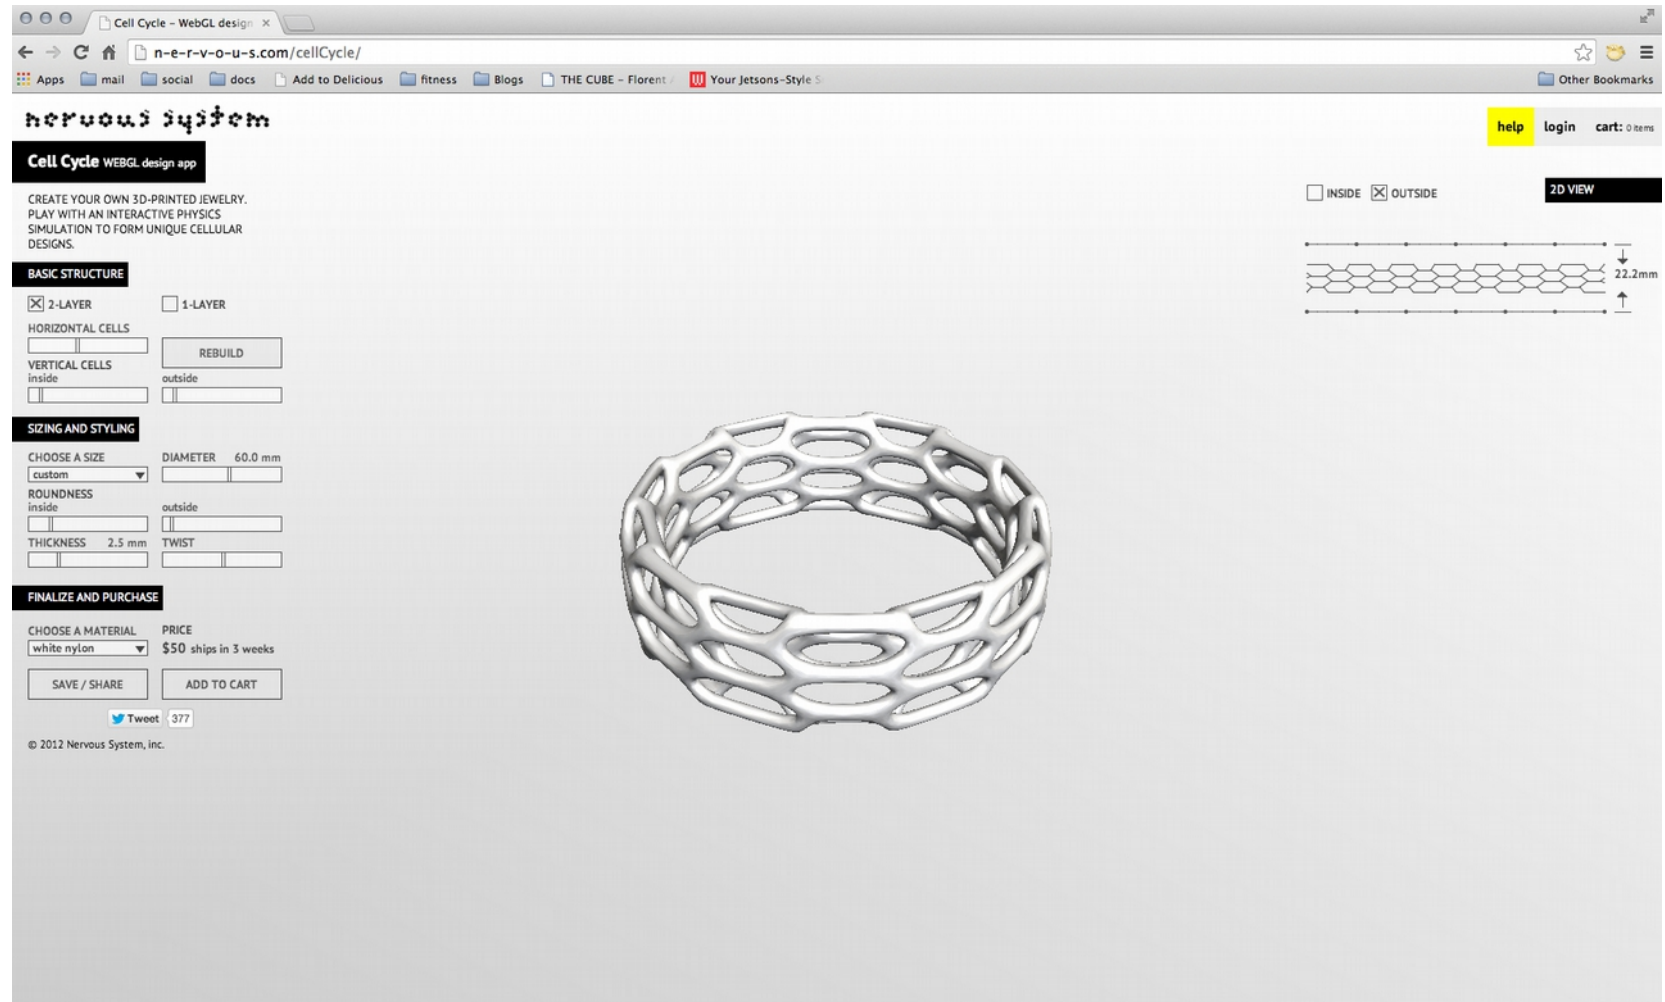 Cell Cycle – WebGL design
n-e-r-v-o-u-s.com/cellCycle/
Apps mail social docs Add to Delicious fitness Blogs THE CUBE – Florent Your Jetsons-Style Other Bookmarks
nervous system
help login cart: 0 items
Cell Cycle WEBGL design app
CREATE YOUR OWN 3D-PRINTED JEWELRY.
PLAY WITH AN INTERACTIVE PHYSICS
SIMULATION TO FORM UNIQUE CELLULAR
DESIGNS.
INSIDE OUTSIDE 2D VIEW
22.2mm
BASIC STRUCTURE
2-LAYER 1-LAYER
HORIZONTAL CELLS
REBUILD
VERTICAL CELLS
inside outside
SIZING AND STYLING
CHOOSE A SIZE DIAMETER 60.0 mm
custom
ROUNDNESS
inside outside
THICKNESS 2.5 mm TWIST
FINALIZE AND PURCHASE
CHOOSE A MATERIAL PRICE
white nylon $50 ships in 3 weeks
SAVE / SHARE ADD TO CART
Tweet 377
© 2012 Nervous System, inc.